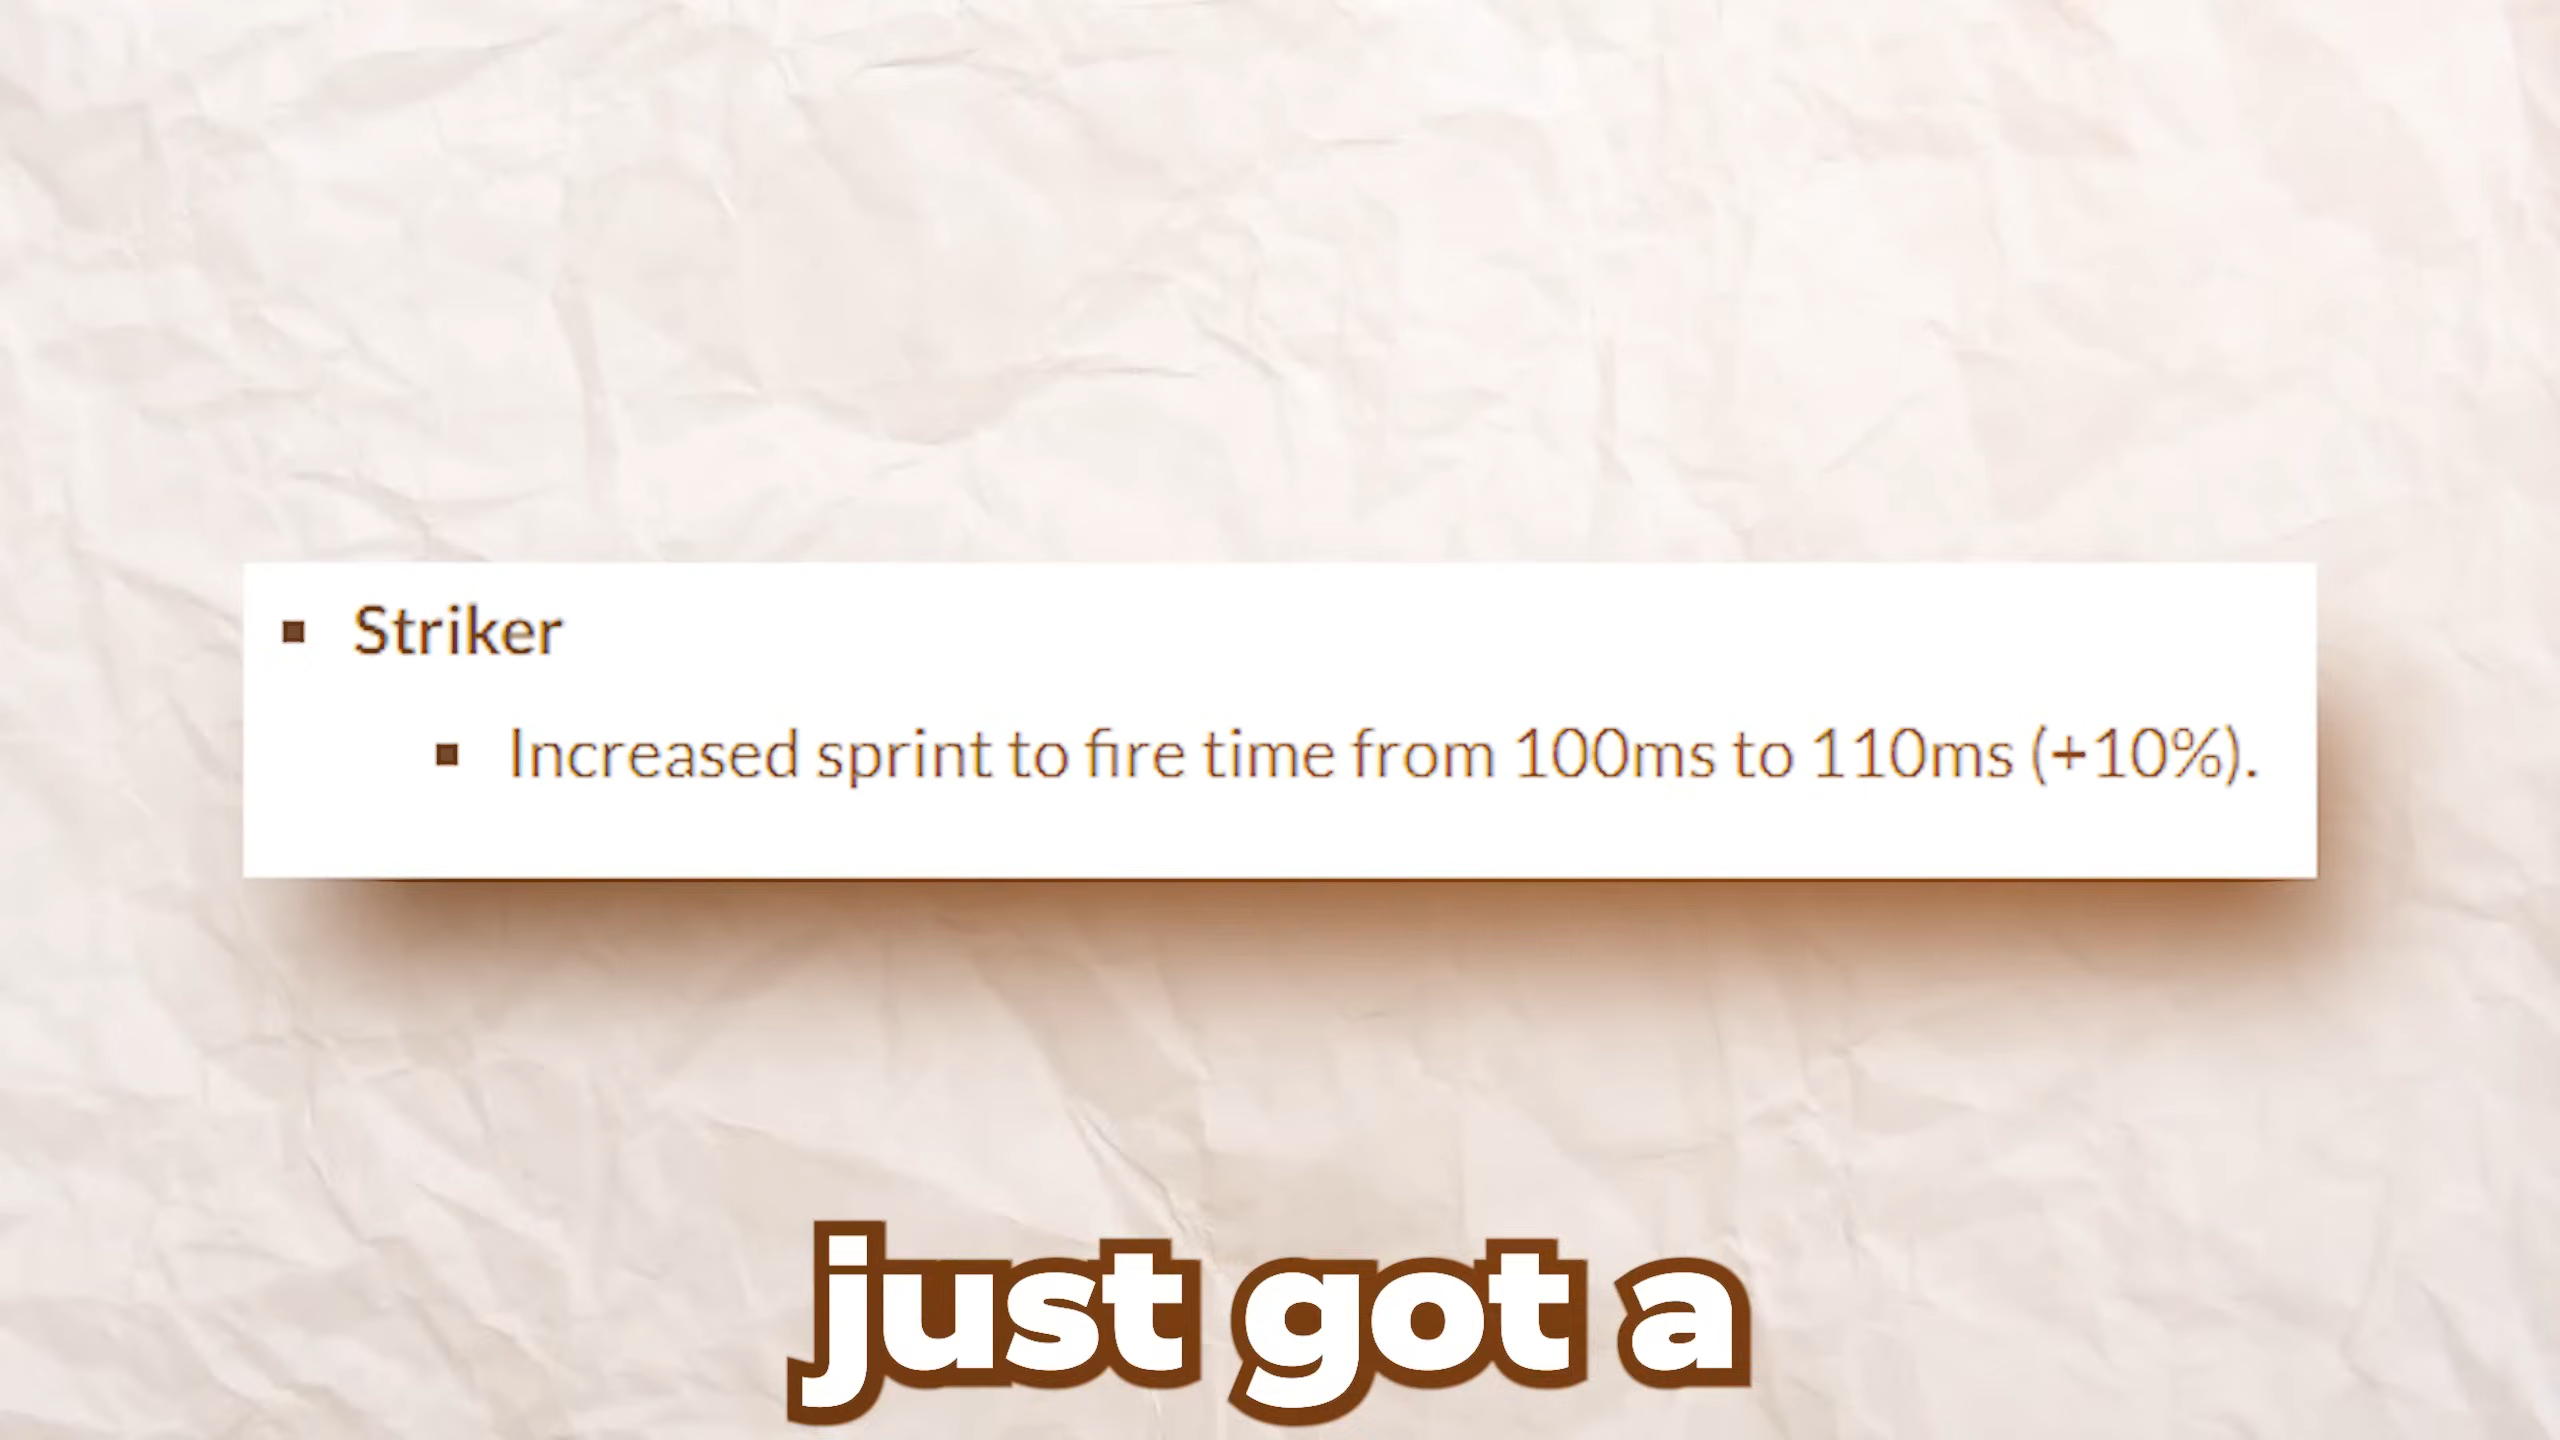 ▪ Striker
▪ Increased sprint to fire time from 100ms to 110ms (+10%).
just got a